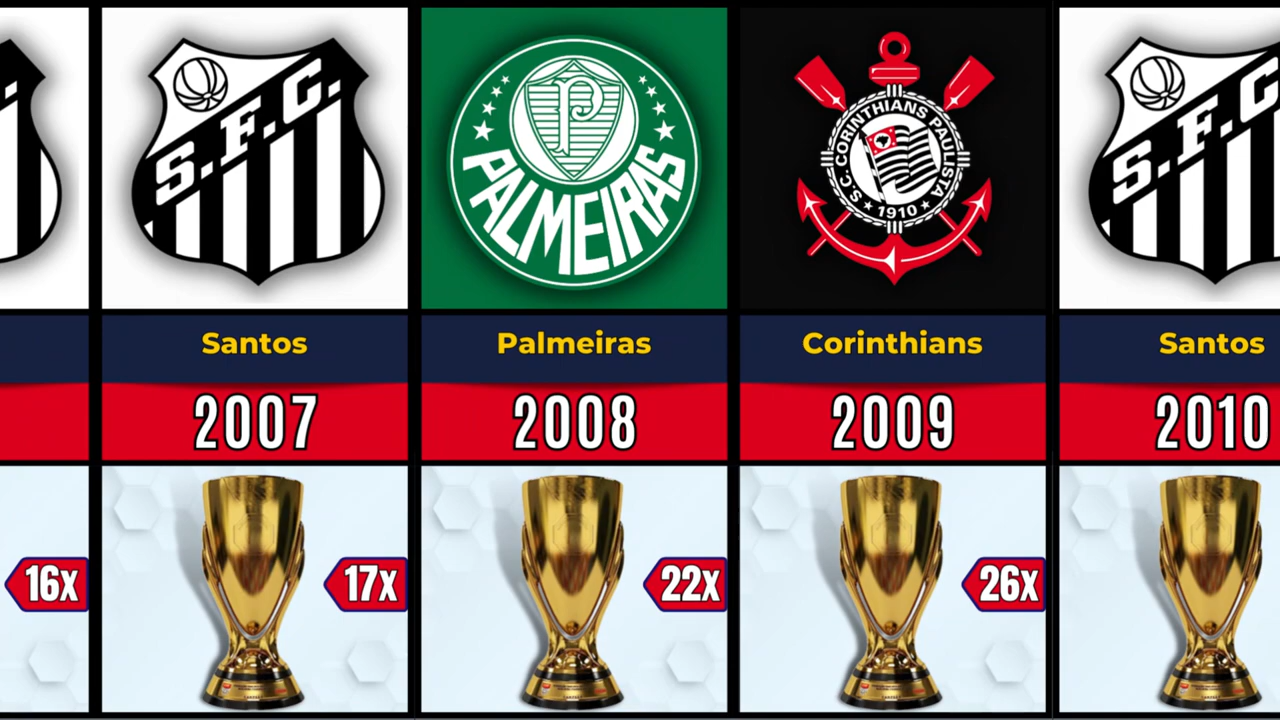 S.F.C.
PALMEIRAS
P
S.C. CORINTHIANS PAULISTA
★ 1910 ★
S.F.C
Santos
Palmeiras
Corinthians
Santos
2007
2008
2009
2010
16X
17X
22X
26X